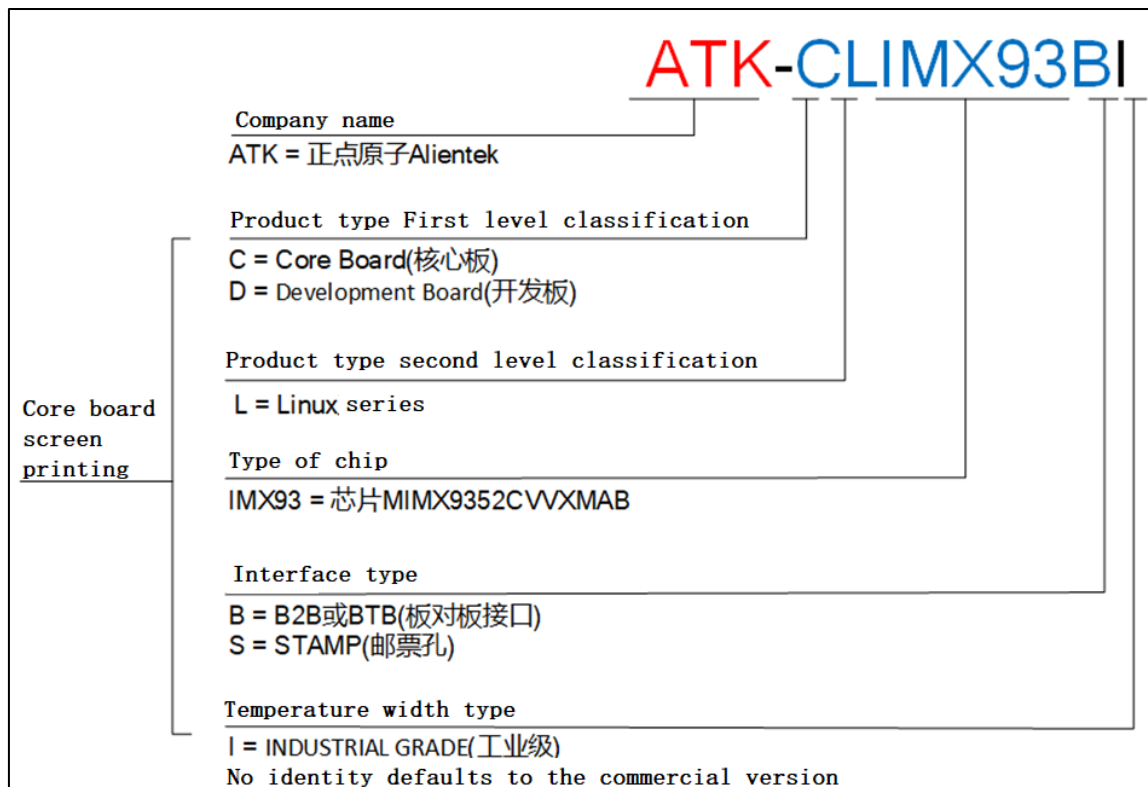 ATK-CLIMX93BI
Company name
ATK = 正点原子Alientek
Product type First level classification
C = Core Board(核心板)
D = Development Board(开发板)
Product type second level classification
L = Linux series
Core board
screen
printing
Type of chip
IMX93 = 芯片MIMX9352CVVXMAB
Interface type
B = B2B或BTB(板对板接口)
S = STAMP(邮票孔)
Temperature width type
I = INDUSTRIAL GRADE(工业级)
No identity defaults to the commercial version